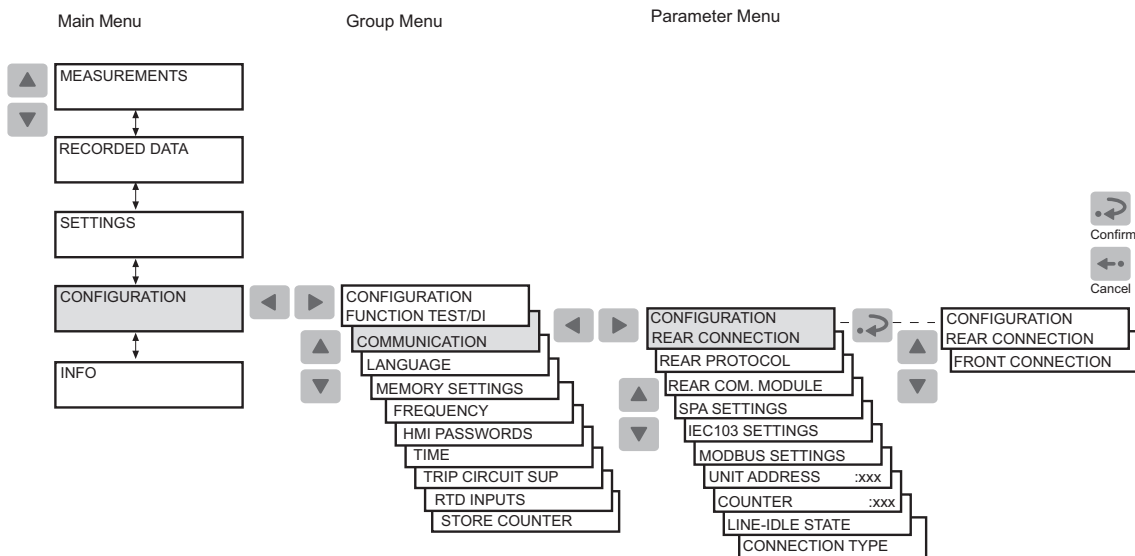 Main Menu
Group Menu
Parameter Menu
MEASUREMENTS
RECORDED DATA
SETTINGS
CONFIGURATION
INFO
CONFIGURATION
FUNCTION TEST/DI
COMMUNICATION
LANGUAGE
MEMORY SETTINGS
FREQUENCY
HMI PASSWORDS
TIME
TRIP CIRCUIT SUP
RTD INPUTS
STORE COUNTER
CONFIGURATION
REAR CONNECTION
REAR PROTOCOL
REAR COM. MODULE
SPA SETTINGS
IEC103 SETTINGS
MODBUS SETTINGS
UNIT ADDRESS :xxx
COUNTER :xxx
LINE-IDLE STATE
CONNECTION TYPE
Confirm
Cancel
CONFIGURATION
REAR CONNECTION
FRONT CONNECTION